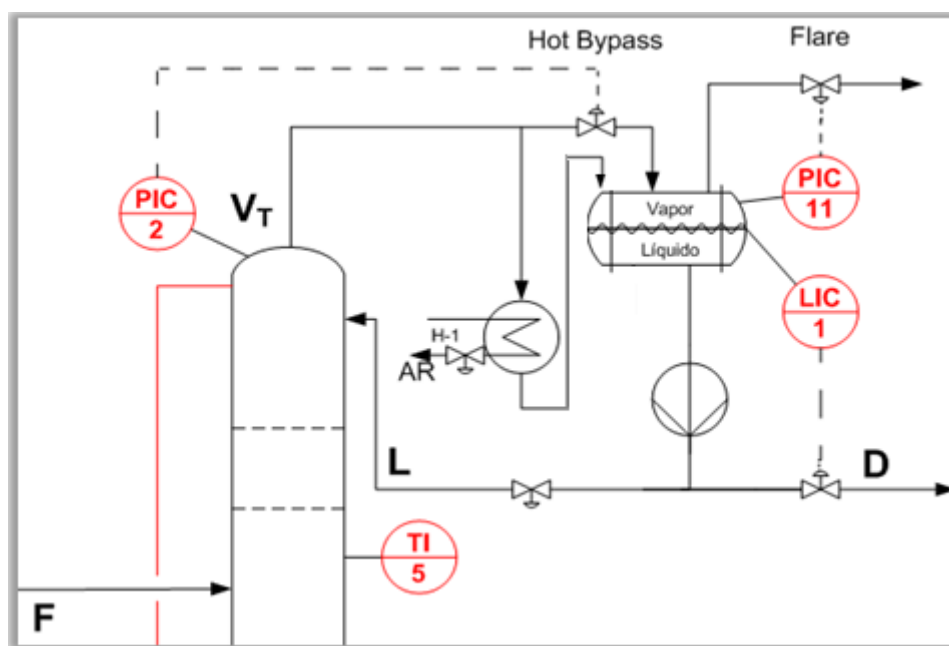 Hot Bypass
Flare
PIC
2
V_T
PIC
11
Vapor
Líquido
LIC
1
H-1
AR
L
D
TI
5
F